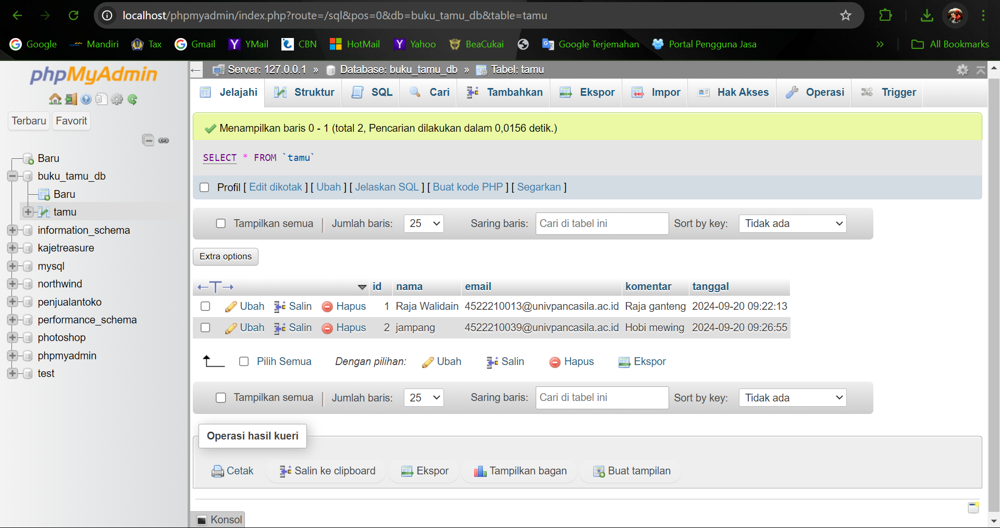 localhost/phpmyadmin/index.php?route=/sql&pos=0&db=buku_tamu_db&table=tamu
Google Mandiri Tax Gmail YMail CBN HotMail Yahoo BeaCukai Google Terjemahan Portal Pengguna Jasa » All Bookmarks
phpMyAdmin
Terbaru Favorit
Baru
buku_tamu_db
Baru
tamu
information_schema
kajetreasure
mysql
northwind
penjualantoko
performance_schema
photoshop
phpmyadmin
test
Server: 127.0.0.1 » Database: buku_tamu_db » Tabel: tamu
Jelajahi Struktur SQL Cari Tambahkan Ekspor Impor Hak Akses Operasi Trigger
Menampilkan baris 0 - 1 (total 2, Pencarian dilakukan dalam 0,0156 detik.)
SELECT * FROM `tamu`
Profil [ Edit dikotak ] [ Ubah ] [ Jelaskan SQL ] [ Buat kode PHP ] [ Segarkan ]
Tampilkan semua | Jumlah baris: 25 Saring baris: Cari di tabel ini Sort by key: Tidak ada
Extra options
←T→ id nama email komentar tanggal
Ubah Salin Hapus 1 Raja Walidain 4522210013@univpancasila.ac.id Raja ganteng 2024-09-20 09:22:13
Ubah Salin Hapus 2 jampang 4522210039@univpancasila.ac.id Hobi mewing 2024-09-20 09:26:55
Pilih Semua Dengan pilihan: Ubah Salin Hapus Ekspor
Tampilkan semua | Jumlah baris: 25 Saring baris: Cari di tabel ini Sort by key: Tidak ada
Operasi hasil kueri
Cetak Salin ke clipboard Ekspor Tampilkan bagan Buat tampilan
Konsol